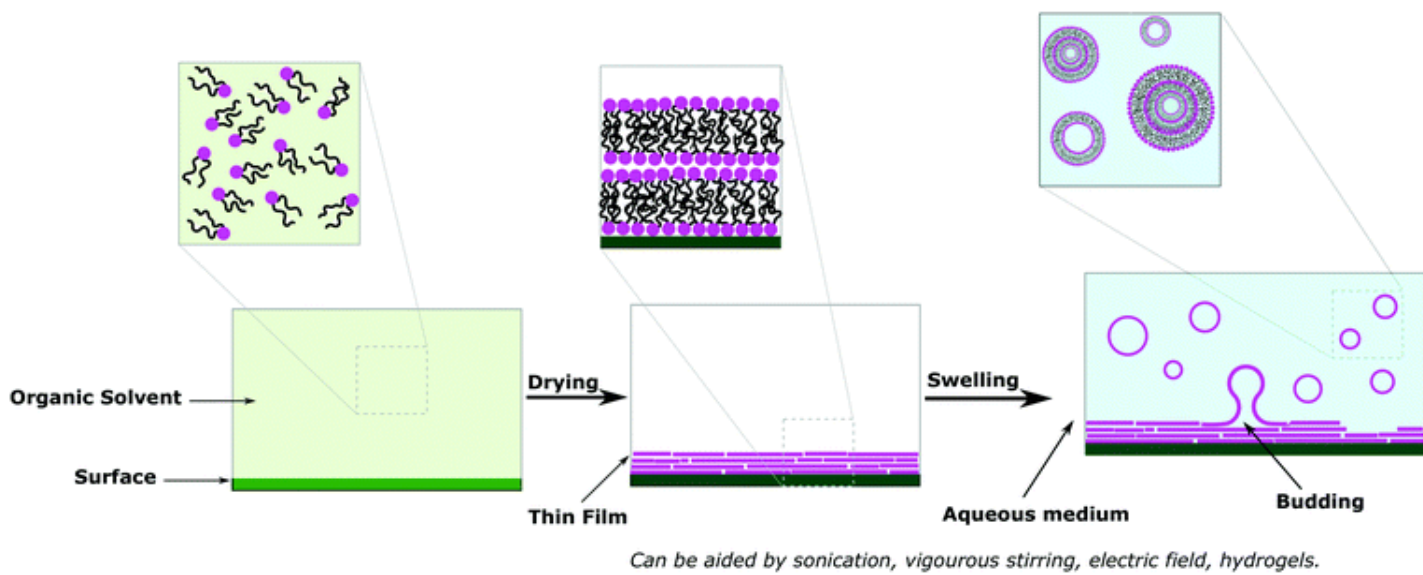 Organic Solvent
Surface
Drying
Thin Film
Swelling
Aqueous medium
Budding
Can be aided by sonication, vigourous stirring, electric field, hydrogels.